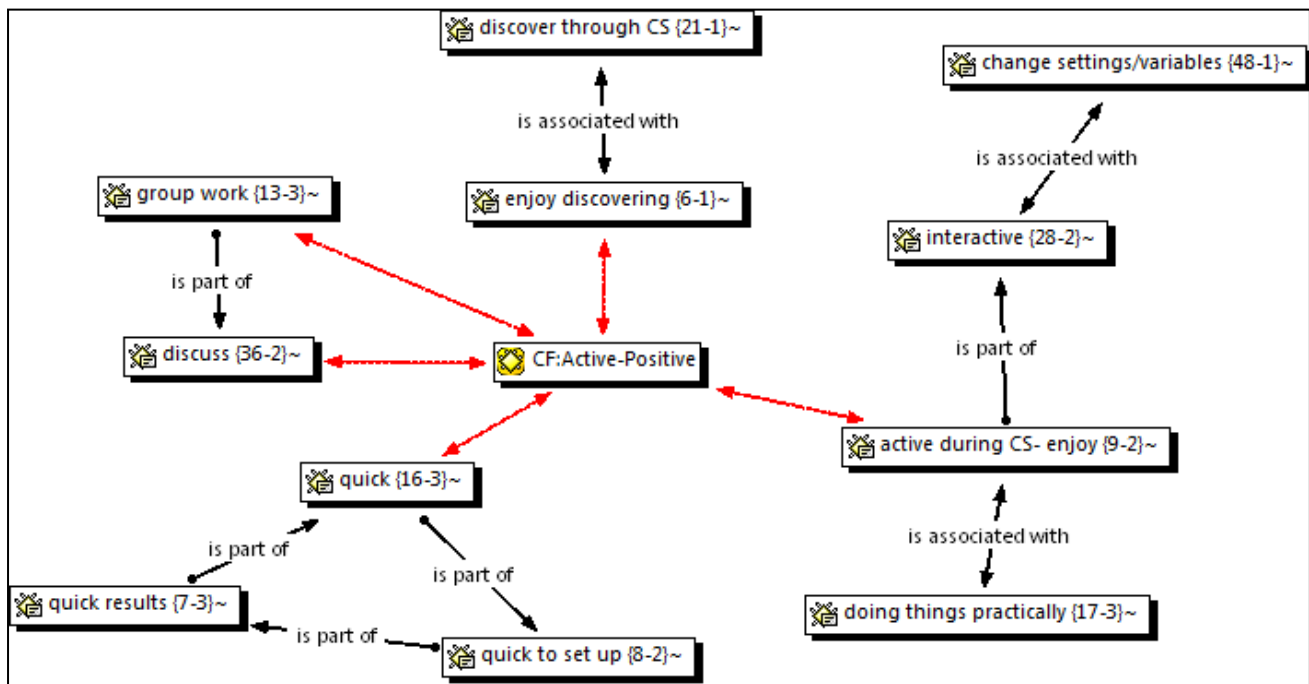 discover through CS {21-1}~
change settings/variables {48-1}~
is associated with
is associated with
group work {13-3}~
enjoy discovering {6-1}~
interactive {28-2}~
is part of
discuss {36-2}~
CF:Active-Positive
is part of
active during CS- enjoy {9-2}~
quick {16-3}~
is part of
is associated with
is part of
quick results {7-3}~
doing things practically {17-3}~
is part of
quick to set up {8-2}~